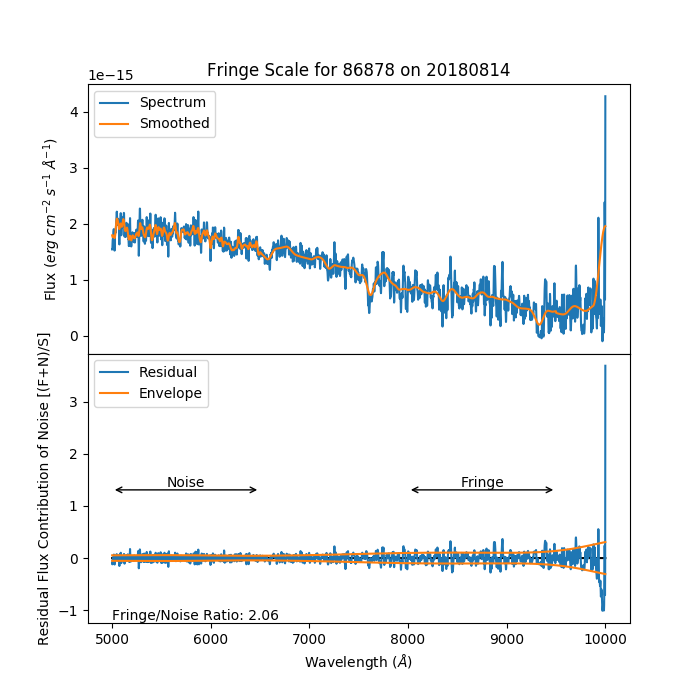 Fringe Scale for 86878 on 20180814
1e−15
Spectrum
Smoothed
4
3
2
1
0
Flux (erg cm⁻² s⁻¹ Å⁻¹)
Residual
Envelope
Noise
Fringe
3
2
1
0
−1
Residual Flux Contribution of Noise [(F+N)/S]
Fringe/Noise Ratio: 2.06
5000 6000 7000 8000 9000 10000
Wavelength (Å)